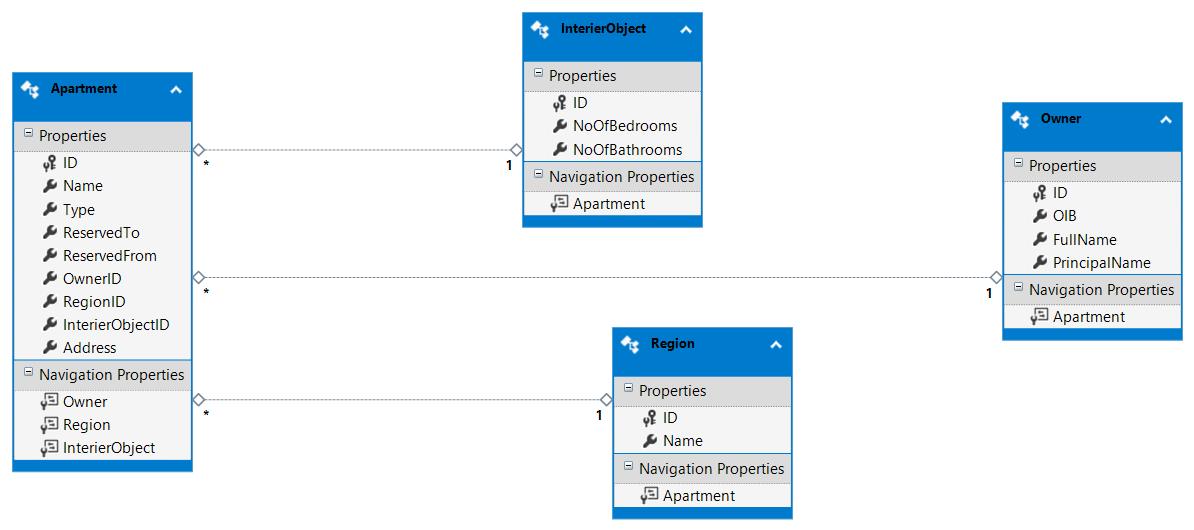 Apartment
Properties
ID
Name
Type
ReservedTo
ReservedFrom
OwnerID
RegionID
InterierObjectID
Address
Navigation Properties
Owner
Region
InterierObject
* 1
* 1
* 1
InterierObject
Properties
ID
NoOfBedrooms
NoOfBathrooms
Navigation Properties
Apartment
Region
Properties
ID
Name
Navigation Properties
Apartment
Owner
Properties
ID
OIB
FullName
PrincipalName
Navigation Properties
Apartment